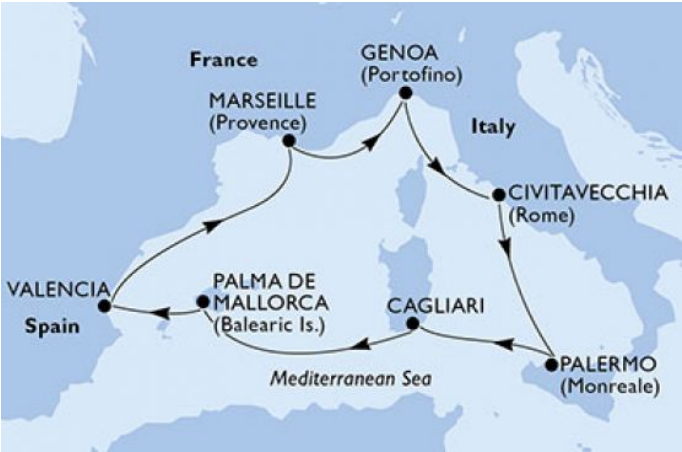 France
GENOA
(Portofino)
MARSEILLE
(Provence)
Italy
CIVITAVECCHIA
(Rome)
VALENCIA
Spain
PALMA DE
MALLORCA
(Balearic Is.)
CAGLIARI
PALERMO
(Monreale)
Mediterranean Sea